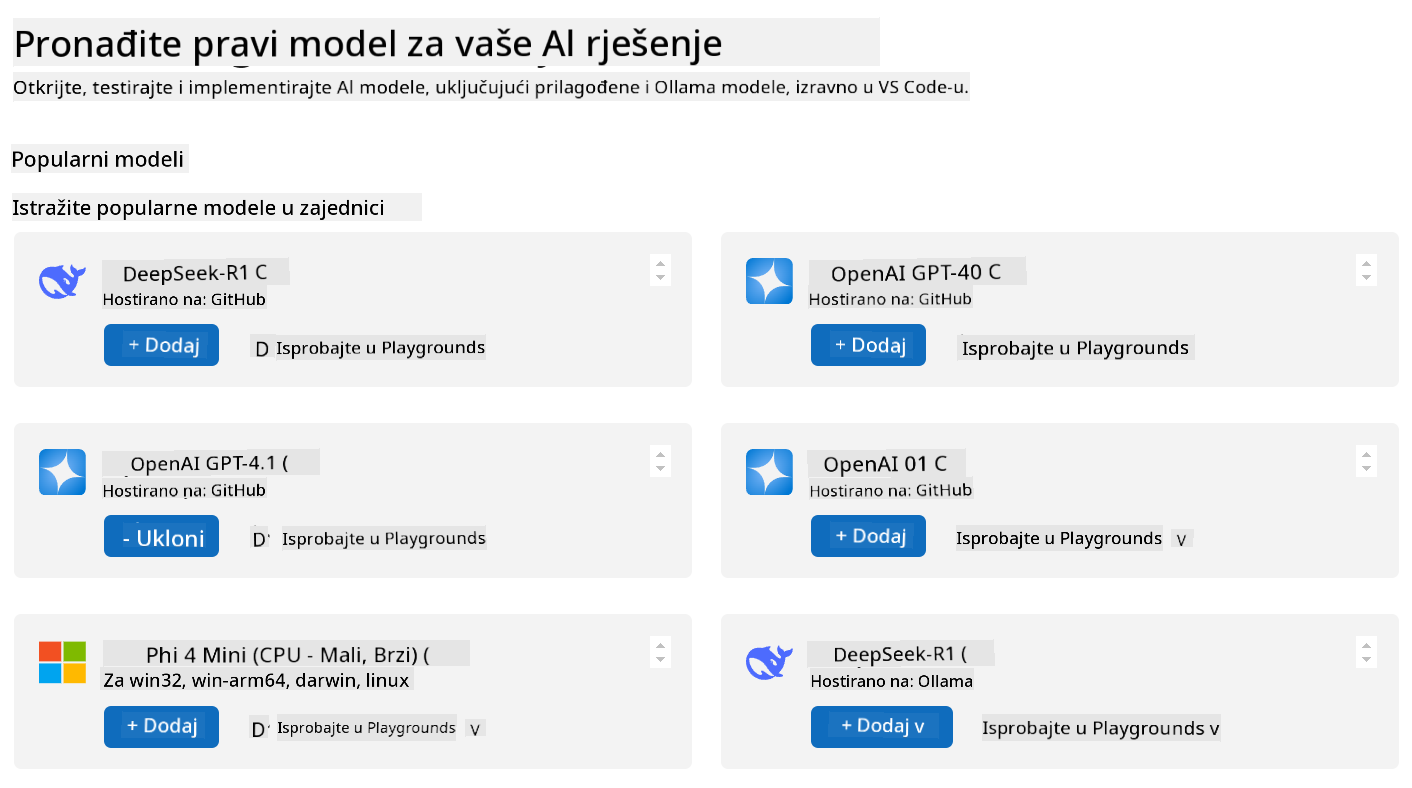 Pronađite pravi model za vaše Al rješenje
Otkrijte, testirajte i implementirajte Al modele, uključujući prilagođene i Ollama modele, izravno u VS Code-u.
Popularni modeli
Istražite popularne modele u zajednici
DeepSeek-R1 C
Hostirano na: GitHub
+ Dodaj
D Isprobajte u Playgrounds
OpenAI GPT-40 C
Hostirano na: GitHub
+ Dodaj
Isprobajte u Playgrounds
OpenAI GPT-4.1 (
Hostirano na: GitHub
- Ukloni
D Isprobajte u Playgrounds
OpenAI 01 C
Hostirano na: GitHub
+ Dodaj
Isprobajte u Playgrounds v
Phi 4 Mini (CPU - Mali, Brzi) (
Za win32, win-arm64, darwin, linux
+ Dodaj
D Isprobajte u Playgrounds v
DeepSeek-R1 (
Hostirano na: Ollama
+ Dodaj v
Isprobajte u Playgrounds v